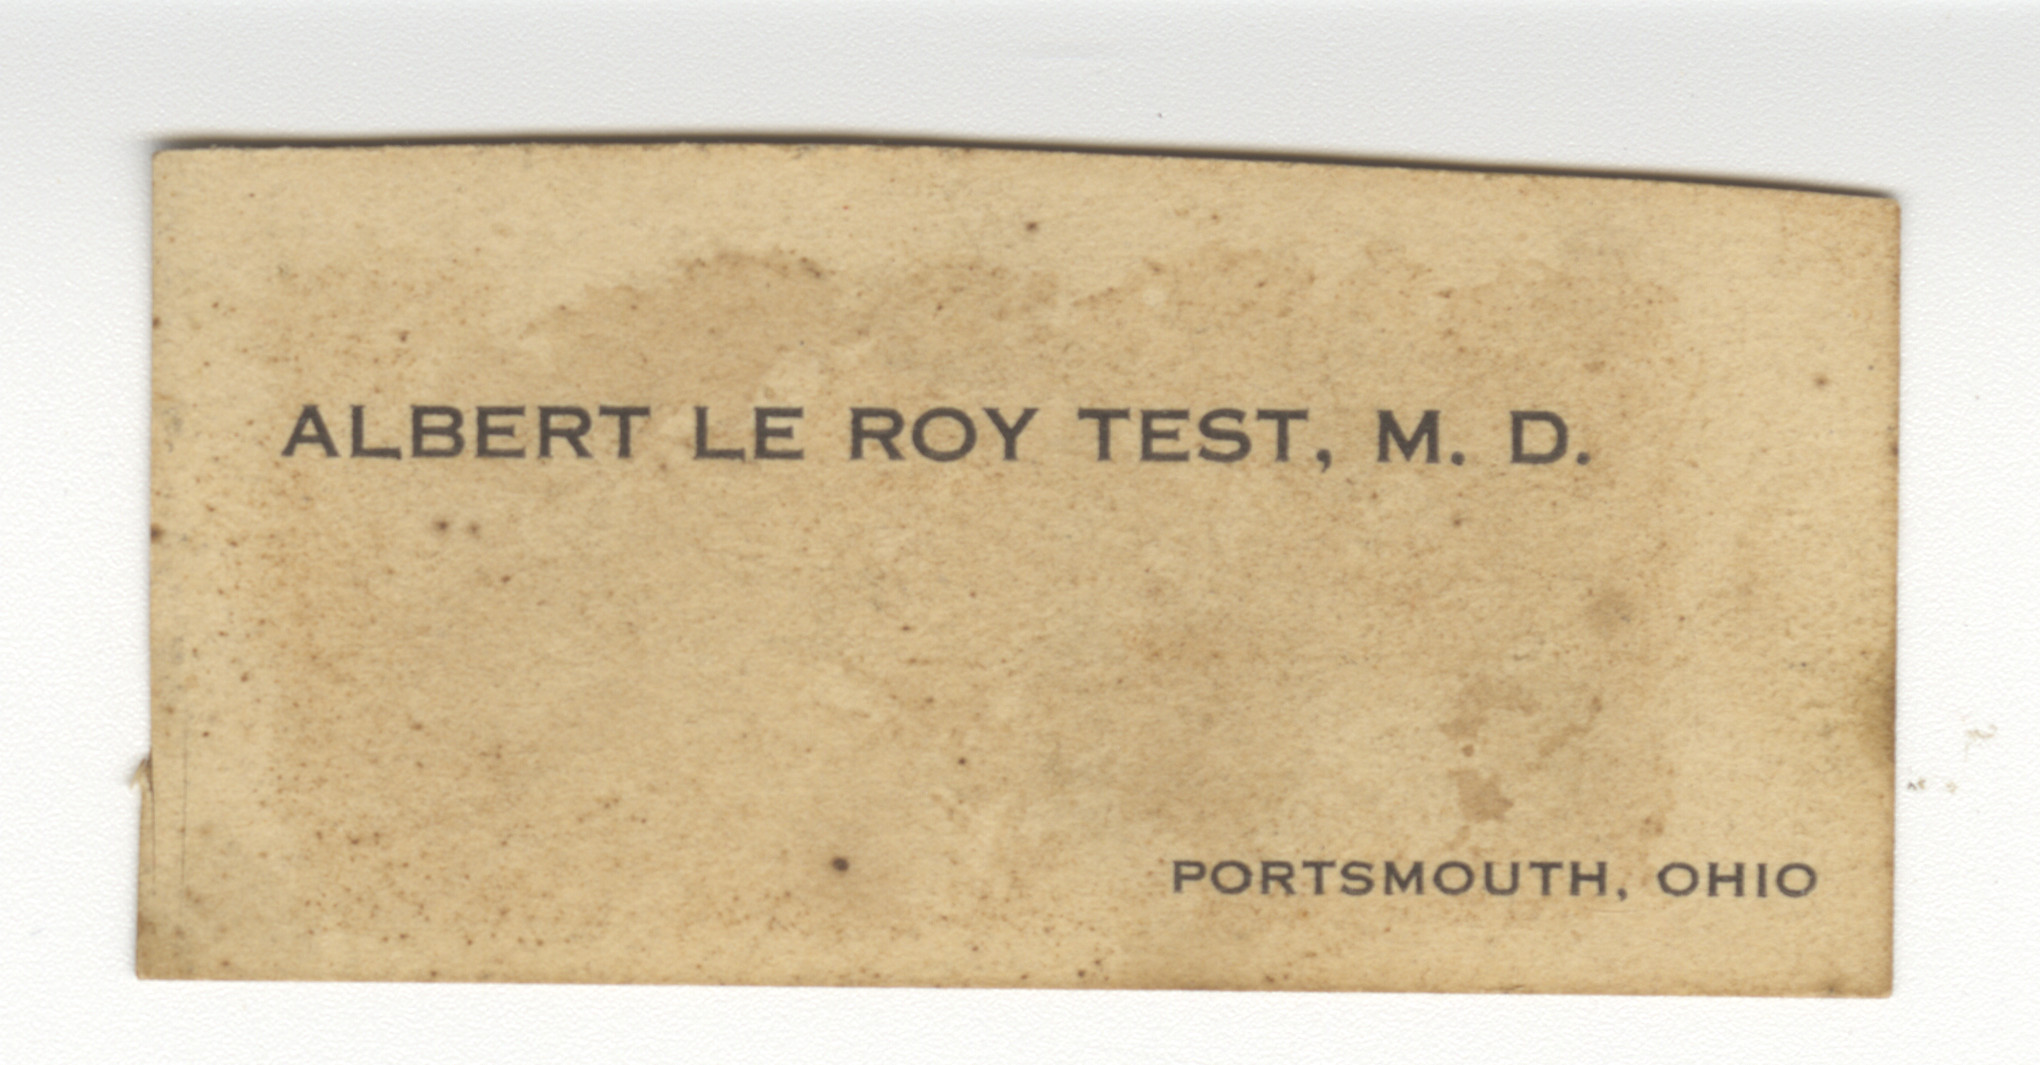 ALBERT LE ROY TEST, M. D.
PORTSMOUTH, OHIO